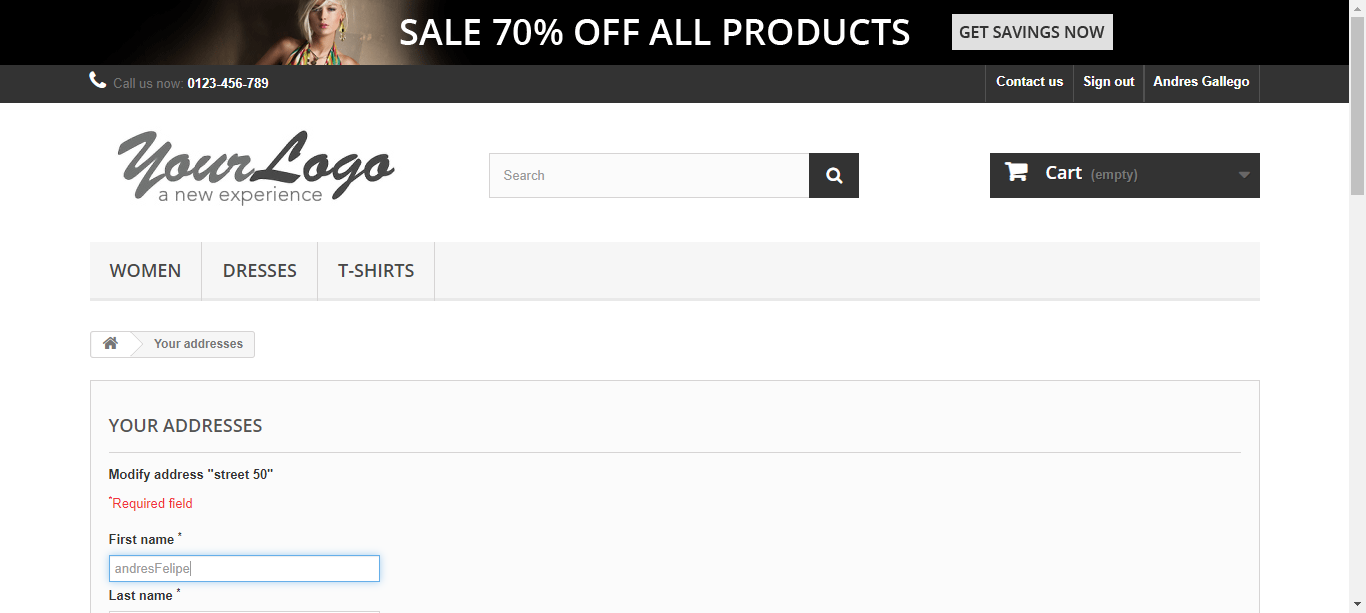 SALE 70% OFF ALL PRODUCTS GET SAVINGS NOW
Call us now: 0123-456-789 Contact us Sign out Andres Gallego
Your Logo
a new experience
Search
Cart (empty)
WOMEN DRESSES T-SHIRTS
Your addresses
YOUR ADDRESSES
Modify address "street 50"
*Required field
First name *
andresFelipe
Last name *